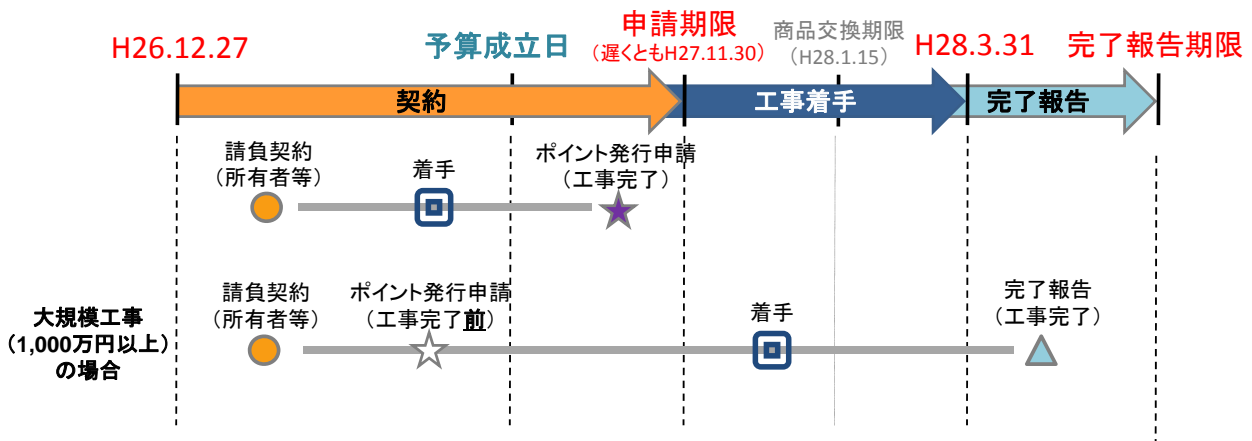 H26.12.27
予算成立日
申請期限
（遅くともH27.11.30）
商品交換期限
（H28.1.15）
H28.3.31
完了報告期限
契約
工事着手
完了報告
請負契約
（所有者等）
着手
ポイント発行申請
（工事完了）
大規模工事
（1,000万円以上）
の場合
請負契約
（所有者等）
ポイント発行申請
（工事完了前）
着手
完了報告
（工事完了）